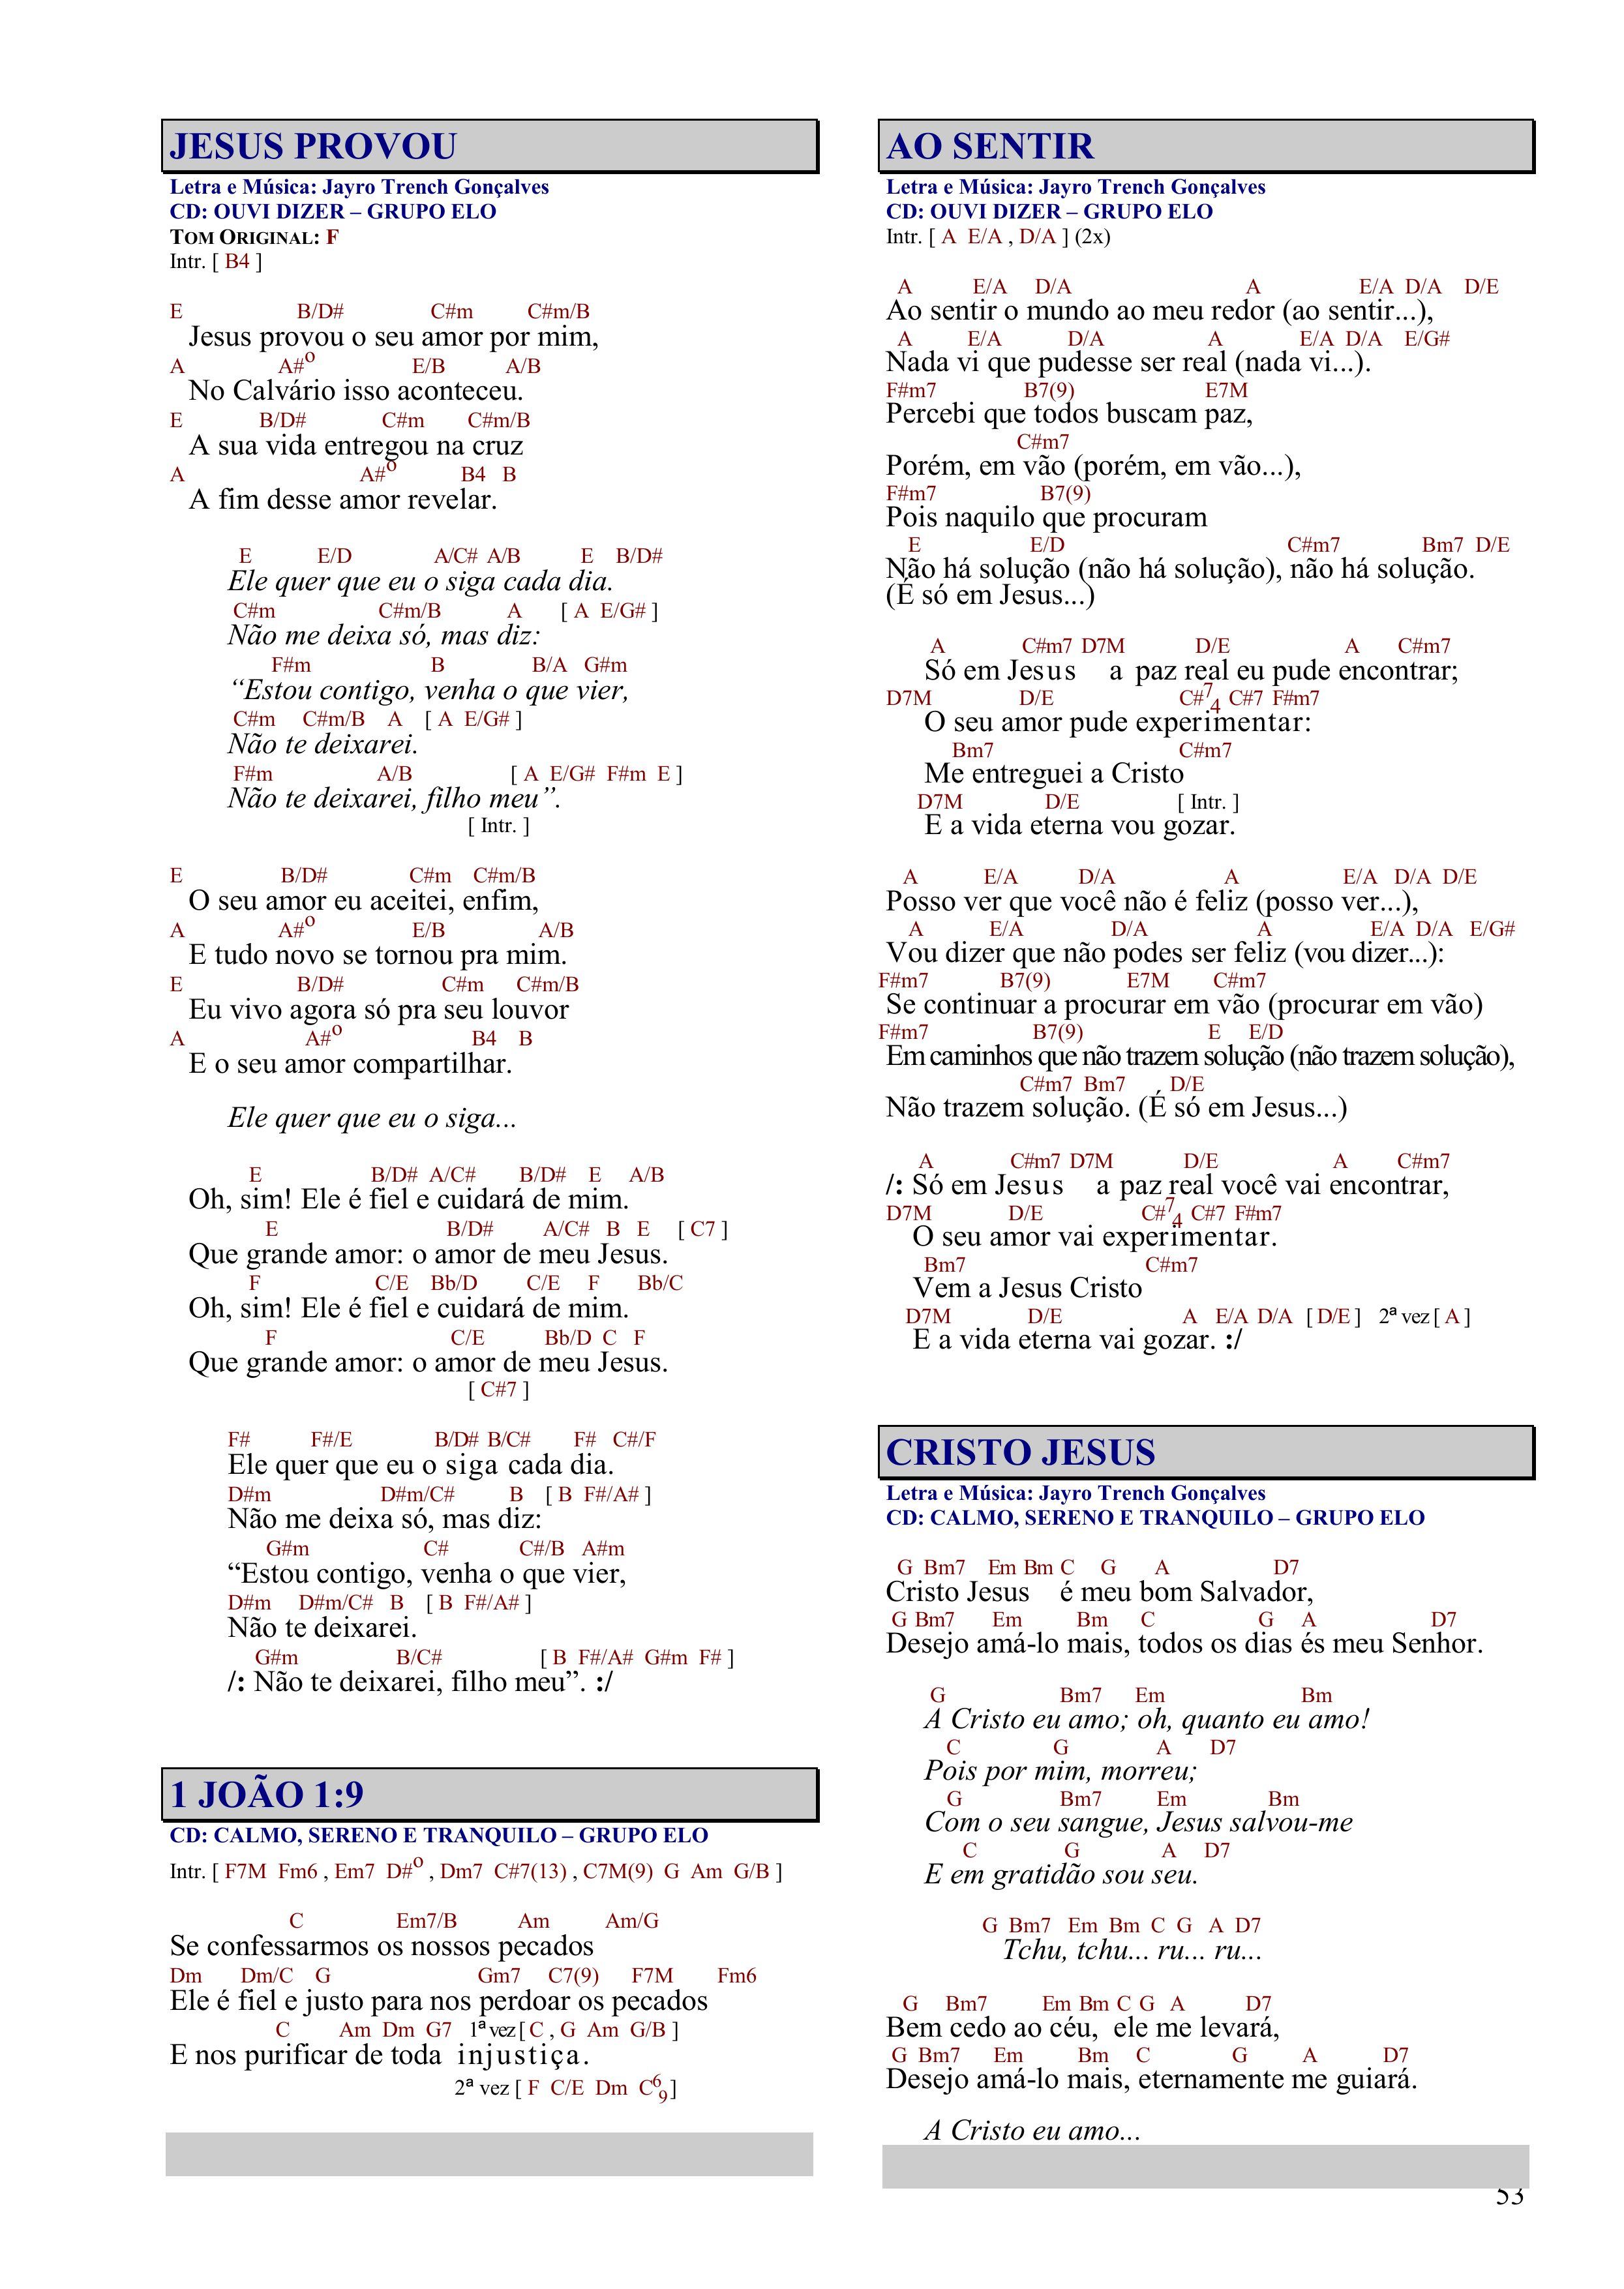 JESUS PROVOU
Letra e Música: Jayro Trench Gonçalves
CD: OUVI DIZER – GRUPO ELO
TOM ORIGINAL: F
Intr. [ B4 ]
E B/D# C#m C#m/B
Jesus provou o seu amor por mim,
A A#º E/B A/B
No Calvário isso aconteceu.
E B/D# C#m C#m/B
A sua vida entregou na cruz
A A#º B4 B
A fim desse amor revelar.
E E/D A/C# A/B E B/D#
Ele quer que eu o siga cada dia.
C#m C#m/B A [ A E/G# ]
Não me deixa só, mas diz:
F#m B B/A G#m
“Estou contigo, venha o que vier,
C#m C#m/B A [ A E/G# ]
Não te deixarei.
F#m A/B [ A E/G# F#m E ]
Não te deixarei, filho meu”.
[ Intr. ]
E B/D# C#m C#m/B
O seu amor eu aceitei, enfim,
A A#º E/B A/B
E tudo novo se tornou pra mim.
E B/D# C#m C#m/B
Eu vivo agora só pra seu louvor
A A#º B4 B
E o seu amor compartilhar.
Ele quer que eu o siga...
E B/D# A/C# B/D# E A/B
Oh, sim! Ele é fiel e cuidará de mim.
E B/D# A/C# B E [ C7 ]
Que grande amor: o amor de meu Jesus.
F C/E Bb/D C/E F Bb/C
Oh, sim! Ele é fiel e cuidará de mim.
F C/E Bb/D C F
Que grande amor: o amor de meu Jesus.
[ C#7 ]
F# F#/E B/D# B/C# F# C#/F
Ele quer que eu o siga cada dia.
D#m D#m/C# B [ B F#/A# ]
Não me deixa só, mas diz:
G#m C# C#/B A#m
“Estou contigo, venha o que vier,
D#m D#m/C# B [ B F#/A# ]
Não te deixarei.
G#m B/C# [ B F#/A# G#m F# ]
/: Não te deixarei, filho meu”. :/
1 JOÃO 1:9
CD: CALMO, SERENO E TRANQUILO – GRUPO ELO
Intr. [ F7M Fm6 , Em7 D#º , Dm7 C#7(13) , C7M(9) G Am G/B ]
C Em7/B Am Am/G
Se confessarmos os nossos pecados
Dm Dm/C G Gm7 C7(9) F7M Fm6
Ele é fiel e justo para nos perdoar os pecados
C Am Dm G7 1ª vez [ C , G Am G/B ]
E nos purificar de toda injustiça.
2ª vez [ F C/E Dm C69 ]
AO SENTIR
Letra e Música: Jayro Trench Gonçalves
CD: OUVI DIZER – GRUPO ELO
Intr. [ A E/A , D/A ] (2x)
A E/A D/A A E/A D/A D/E
Ao sentir o mundo ao meu redor (ao sentir...),
A E/A D/A A E/A D/A E/G#
Nada vi que pudesse ser real (nada vi...).
F#m7 B7(9) E7M
Percebi que todos buscam paz,
C#m7
Porém, em vão (porém, em vão...),
F#m7 B7(9)
Pois naquilo que procuram
E E/D C#m7 Bm7 D/E
Não há solução (não há solução), não há solução.
(É só em Jesus...)
A C#m7 D7M D/E A C#m7
Só em Jesus a paz real eu pude encontrar;
D7M D/E C#74 C#7 F#m7
O seu amor pude experimentar:
Bm7 C#m7
Me entreguei a Cristo
D7M D/E [ Intr. ]
E a vida eterna vou gozar.
A E/A D/A A E/A D/A D/E
Posso ver que você não é feliz (posso ver...),
A E/A D/A A E/A D/A E/G#
Vou dizer que não podes ser feliz (vou dizer...):
F#m7 B7(9) E7M C#m7
Se continuar a procurar em vão (procurar em vão)
F#m7 B7(9) E E/D
Em caminhos que não trazem solução (não trazem solução),
C#m7 Bm7 D/E
Não trazem solução. (É só em Jesus...)
A C#m7 D7M D/E A C#m7
/: Só em Jesus a paz real você vai encontrar,
D7M D/E C#74 C#7 F#m7
O seu amor vai experimentar.
Bm7 C#m7
Vem a Jesus Cristo
D7M D/E A E/A D/A [ D/E ] 2ª vez [ A ]
E a vida eterna vai gozar. :/
CRISTO JESUS
Letra e Música: Jayro Trench Gonçalves
CD: CALMO, SERENO E TRANQUILO – GRUPO ELO
G Bm7 Em Bm C G A D7
Cristo Jesus é meu bom Salvador,
G Bm7 Em Bm C G A D7
Desejo amá-lo mais, todos os dias és meu Senhor.
G Bm7 Em Bm
A Cristo eu amo; oh, quanto eu amo!
C G A D7
Pois por mim, morreu;
G Bm7 Em Bm
Com o seu sangue, Jesus salvou-me
C G A D7
E em gratidão sou seu.
G Bm7 Em Bm C G A D7
Tchu, tchu... ru... ru...
G Bm7 Em Bm C G A D7
Bem cedo ao céu, ele me levará,
G Bm7 Em Bm C G A D7
Desejo amá-lo mais, eternamente me guiará.
A Cristo eu amo...
53